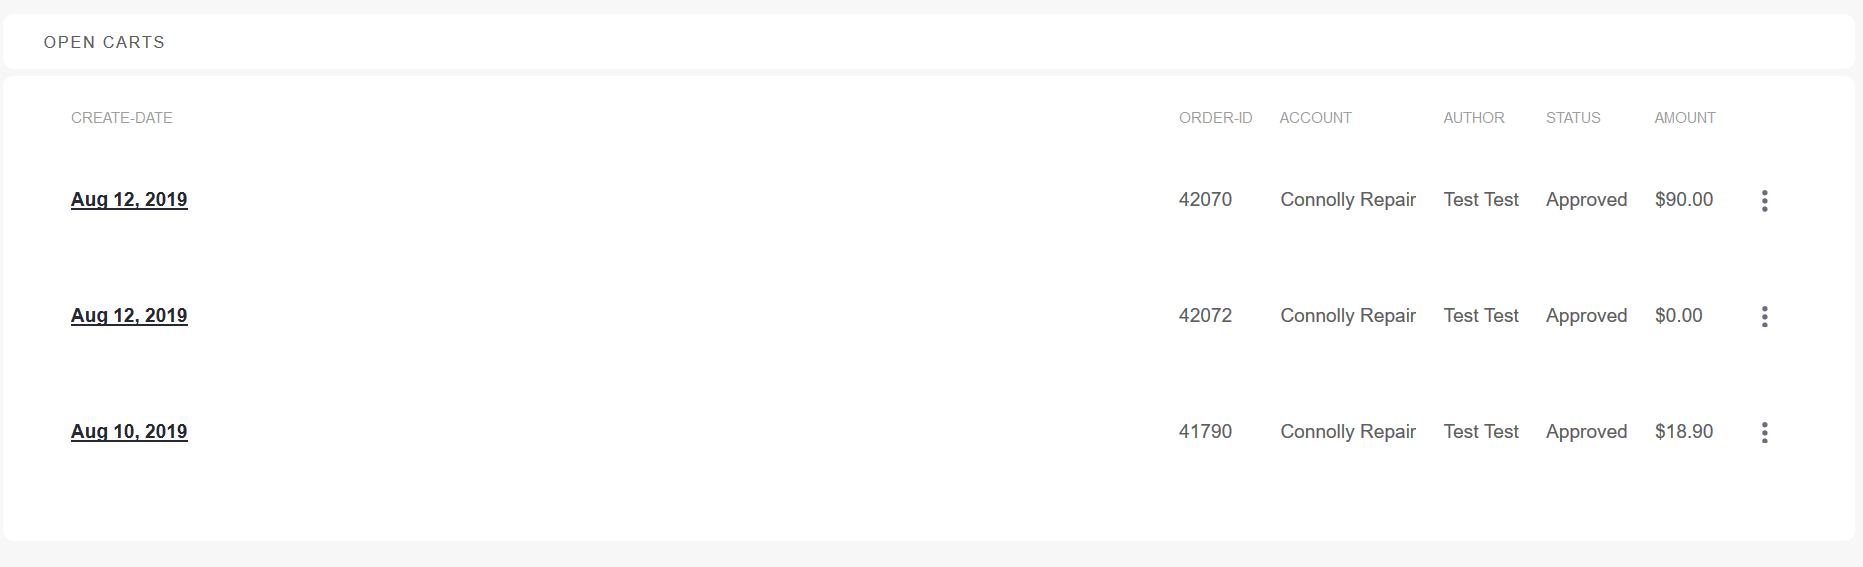 OPEN CARTS
CREATE-DATE ORDER-ID ACCOUNT AUTHOR STATUS AMOUNT
Aug 12, 2019 42070 Connolly Repair Test Test Approved $90.00
Aug 12, 2019 42072 Connolly Repair Test Test Approved $0.00
Aug 10, 2019 41790 Connolly Repair Test Test Approved $18.90